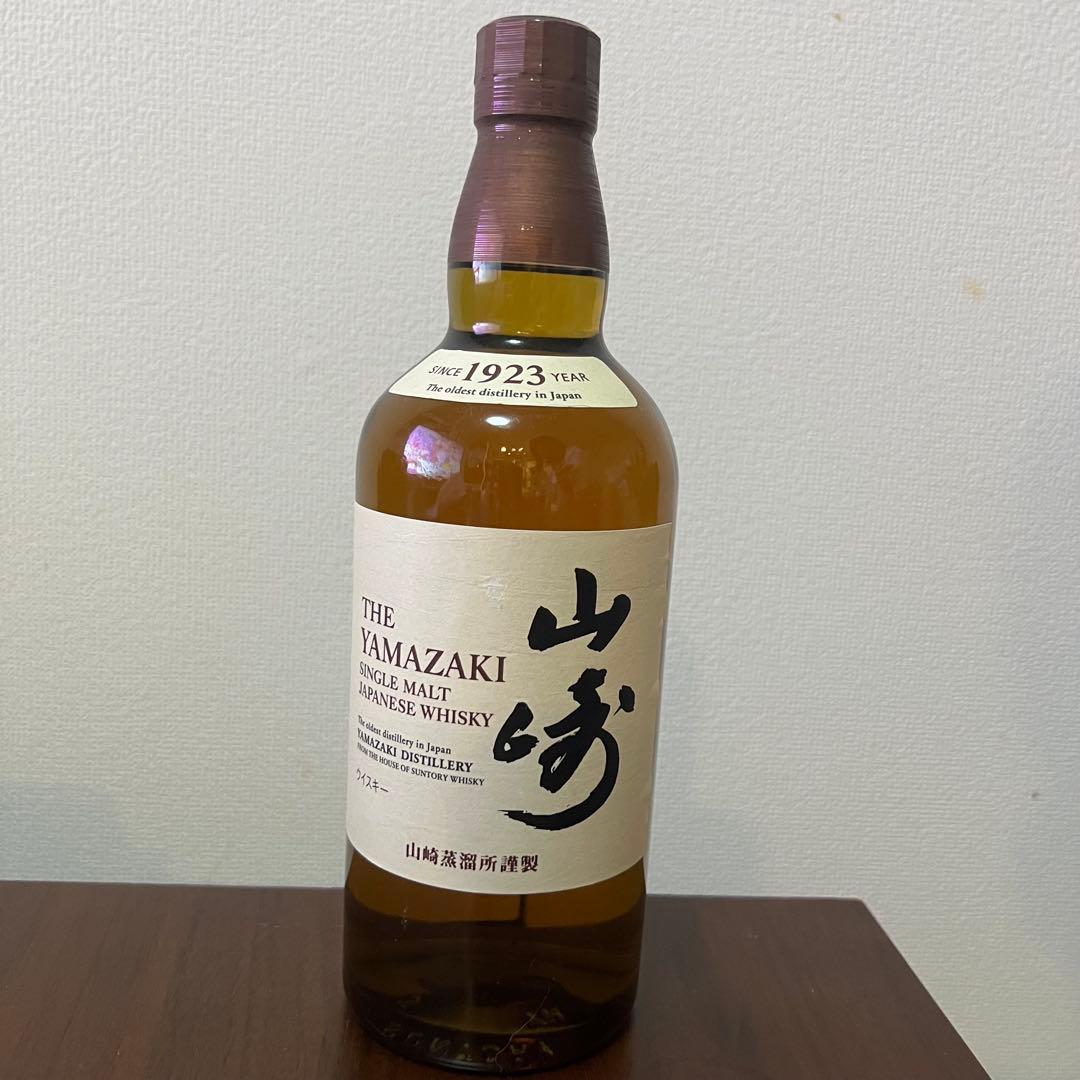 SINCE 1923 YEAR
The oldest distillery in Japan
THE
YAMAZAKI
SINGLE MALT
JAPANESE WHISKY
The oldest distillery in Japan
YAMAZAKI DISTILLERY
FROM THE HOUSE OF SUNTORY WHISKY
ウイスキー
山崎
山崎蒸溜所謹製